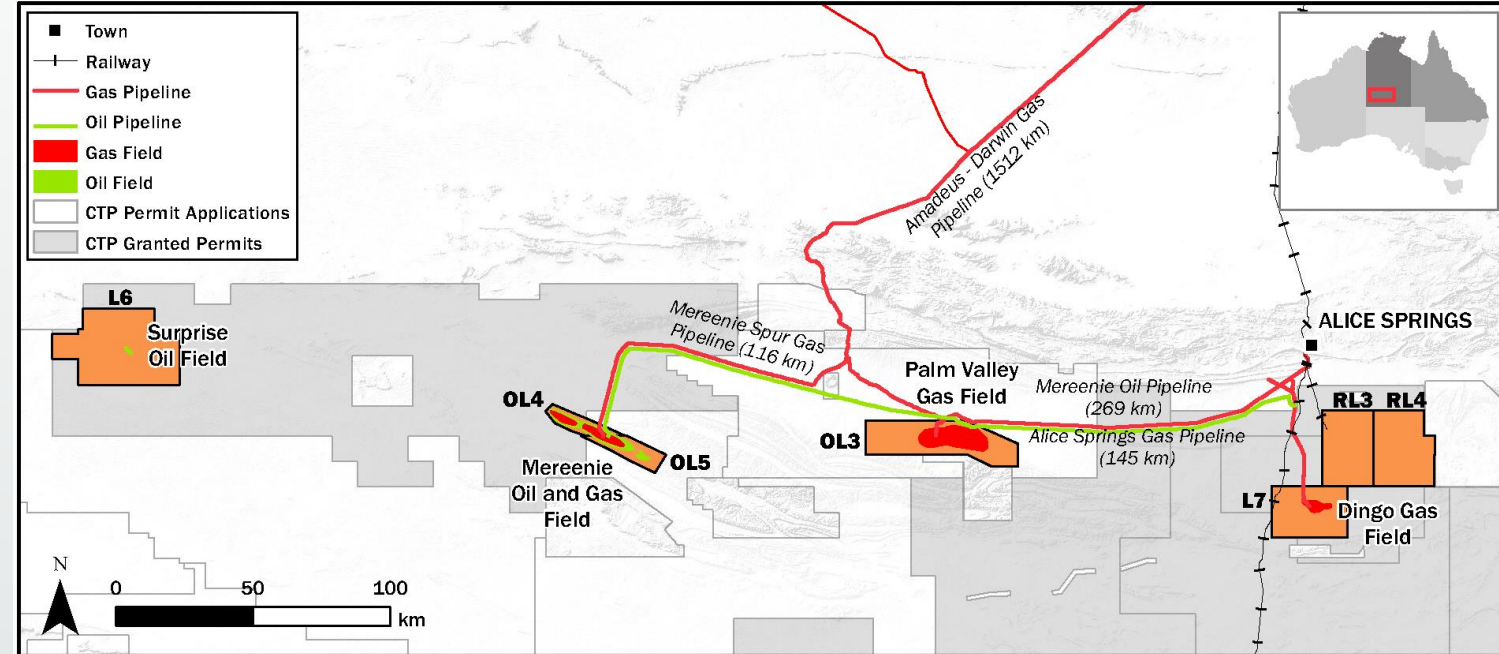 Town
Railway
Gas Pipeline
Oil Pipeline
Gas Field
Oil Field
CTP Permit Applications
CTP Granted Permits
Amadeus - Darwin Gas
Pipeline (1512 km)
L6
Surprise
Oil Field
Mereenie Spur Gas
Pipeline (116 km)
ALICE SPRINGS
Palm Valley
Gas Field
Mereenie Oil Pipeline
(269 km)
OL4
RL3
RL4
OL3
Alice Springs Gas Pipeline
(145 km)
OL5
Mereenie
Oil and Gas
Field
L7
Dingo Gas
Field
N
0
50
100
km